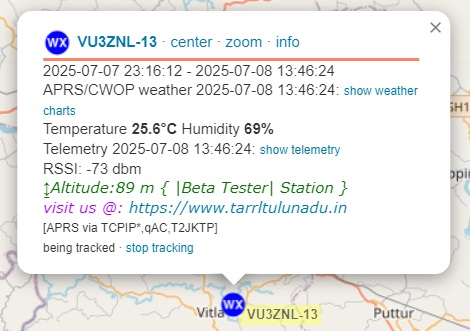 WX VU3ZNL-13 · center · zoom · info
2025-07-07 23:16:12 - 2025-07-08 13:46:24
APRS/CWOP weather 2025-07-08 13:46:24: show weather
charts
Temperature 25.6°C Humidity 69%
Telemetry 2025-07-08 13:46:24: show telemetry
RSSI: -73 dbm
↨Altitude:89 m { |Beta Tester| Station }
visit us @: https://www.tarrltulunadu.in
[APRS via TCPIP*,qAC,T2JKTP]
being tracked · stop tracking
SH1
Vitla WX VU3ZNL-13 Puttur